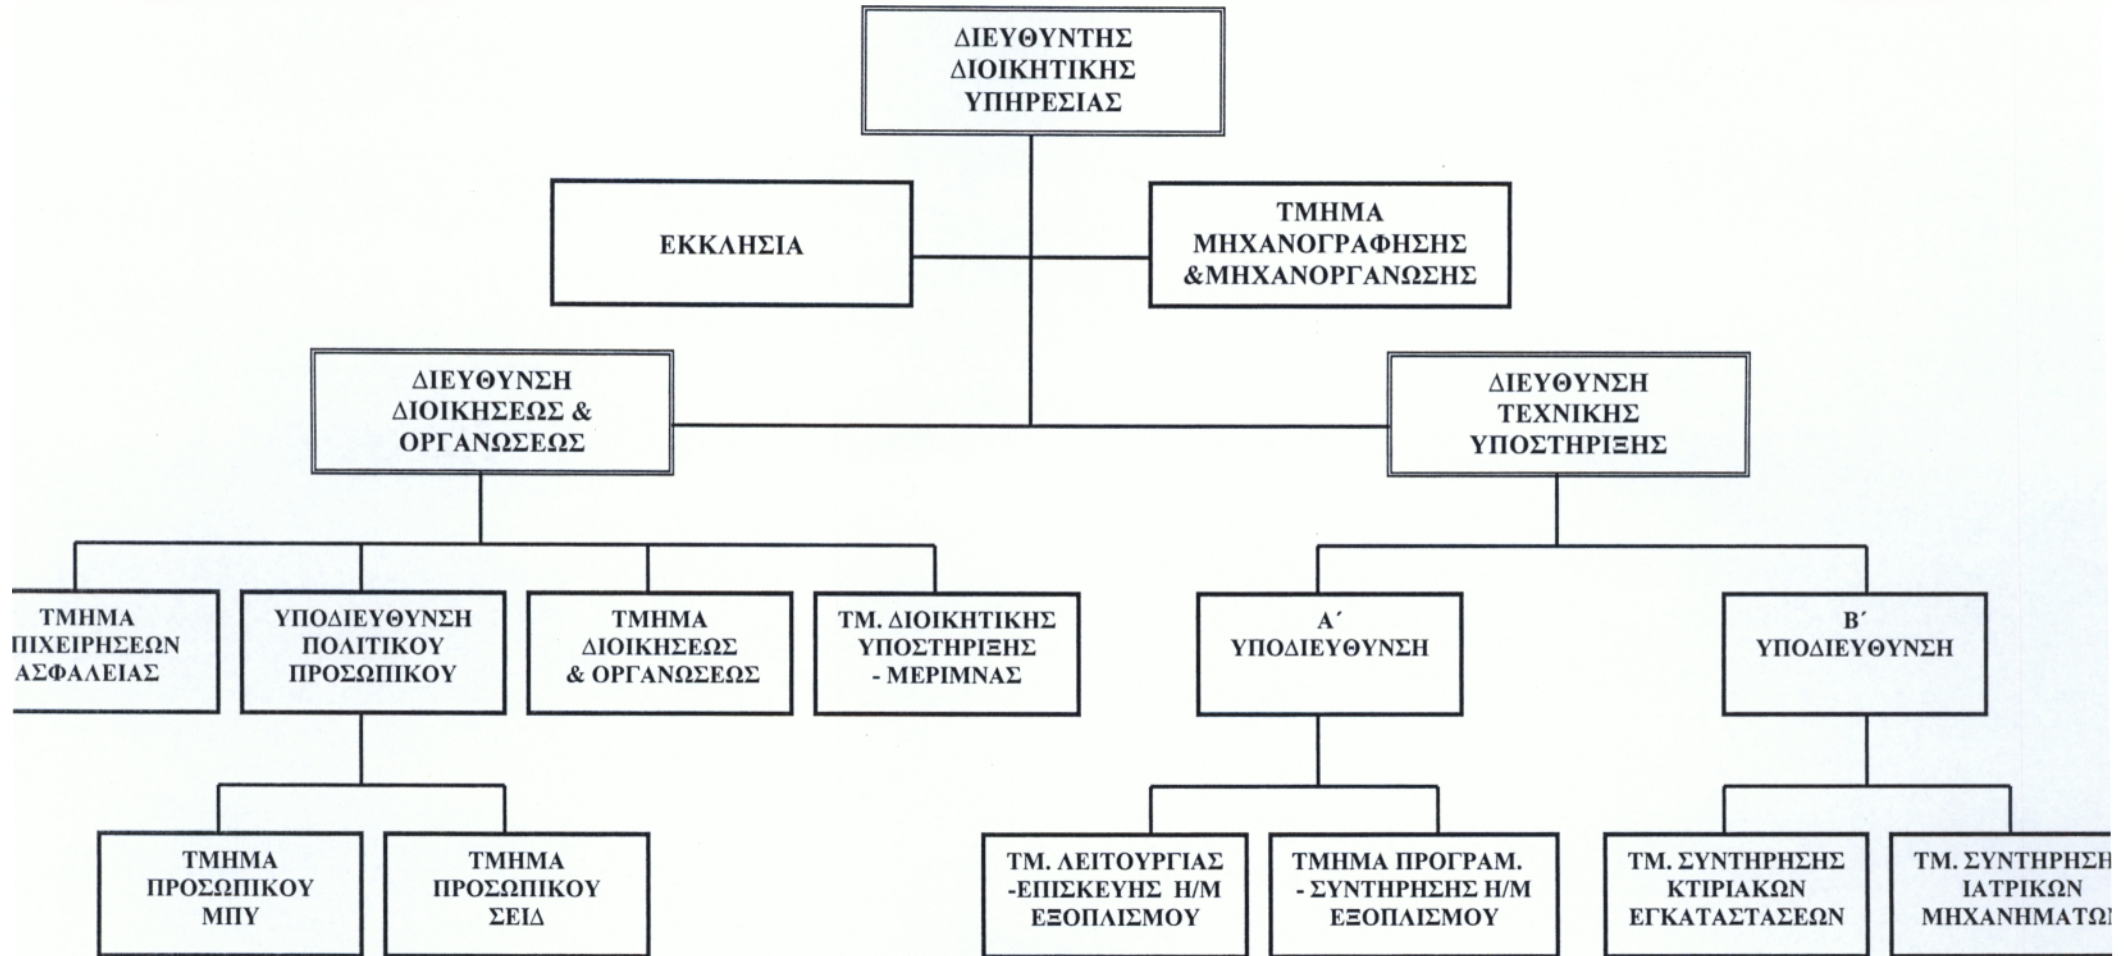 ΔΙΕΥΘΥΝΤΗΣ
ΔΙΟΙΚΗΤΙΚΗΣ
ΥΠΗΡΕΣΙΑΣ
ΕΚΚΛΗΣΙΑ
ΤΜΗΜΑ
ΜΗΧΑΝΟΓΡΑΦΗΣΗΣ
&ΜΗΧΑΝΟΡΓΑΝΩΣΗΣ
ΔΙΕΥΘΥΝΣΗ
ΔΙΟΙΚΗΣΕΩΣ &
ΟΡΓΑΝΩΣΕΩΣ
ΔΙΕΥΘΥΝΣΗ
ΤΕΧΝΙΚΗΣ
ΥΠΟΣΤΗΡΙΞΗΣ
ΤΜΗΜΑ
ΠΙΧΕΙΡΗΣΕΩΝ
ΑΣΦΑΛΕΙΑΣ
ΥΠΟΔΙΕΥΘΥΝΣΗ
ΠΟΛΙΤΙΚΟΥ
ΠΡΟΣΩΠΙΚΟΥ
ΤΜΗΜΑ
ΔΙΟΙΚΗΣΕΩΣ
& ΟΡΓΑΝΩΣΕΩΣ
ΤΜ. ΔΙΟΙΚΗΤΙΚΗΣ
ΥΠΟΣΤΗΡΙΞΗΣ
- ΜΕΡΙΜΝΑΣ
Α΄
ΥΠΟΔΙΕΥΘΥΝΣΗ
Β΄
ΥΠΟΔΙΕΥΘΥΝΣΗ
ΤΜΗΜΑ
ΠΡΟΣΩΠΙΚΟΥ
ΜΠΥ
ΤΜΗΜΑ
ΠΡΟΣΩΠΙΚΟΥ
ΣΕΙΔ
ΤΜ. ΛΕΙΤΟΥΡΓΙΑΣ
-ΕΠΙΣΚΕΥΗΣ Η/Μ
ΕΞΟΠΛΙΣΜΟΥ
ΤΜΗΜΑ ΠΡΟΓΡΑΜ.
- ΣΥΝΤΗΡΗΣΗΣ Η/Μ
ΕΞΟΠΛΙΣΜΟΥ
ΤΜ. ΣΥΝΤΗΡΗΣΗΣ
ΚΤΙΡΙΑΚΩΝ
ΕΓΚΑΤΑΣΤΑΣΕΩΝ
ΤΜ. ΣΥΝΤΗΡΗΣΗ
ΙΑΤΡΙΚΩΝ
ΜΗΧΑΝΗΜΑΤΩΝ